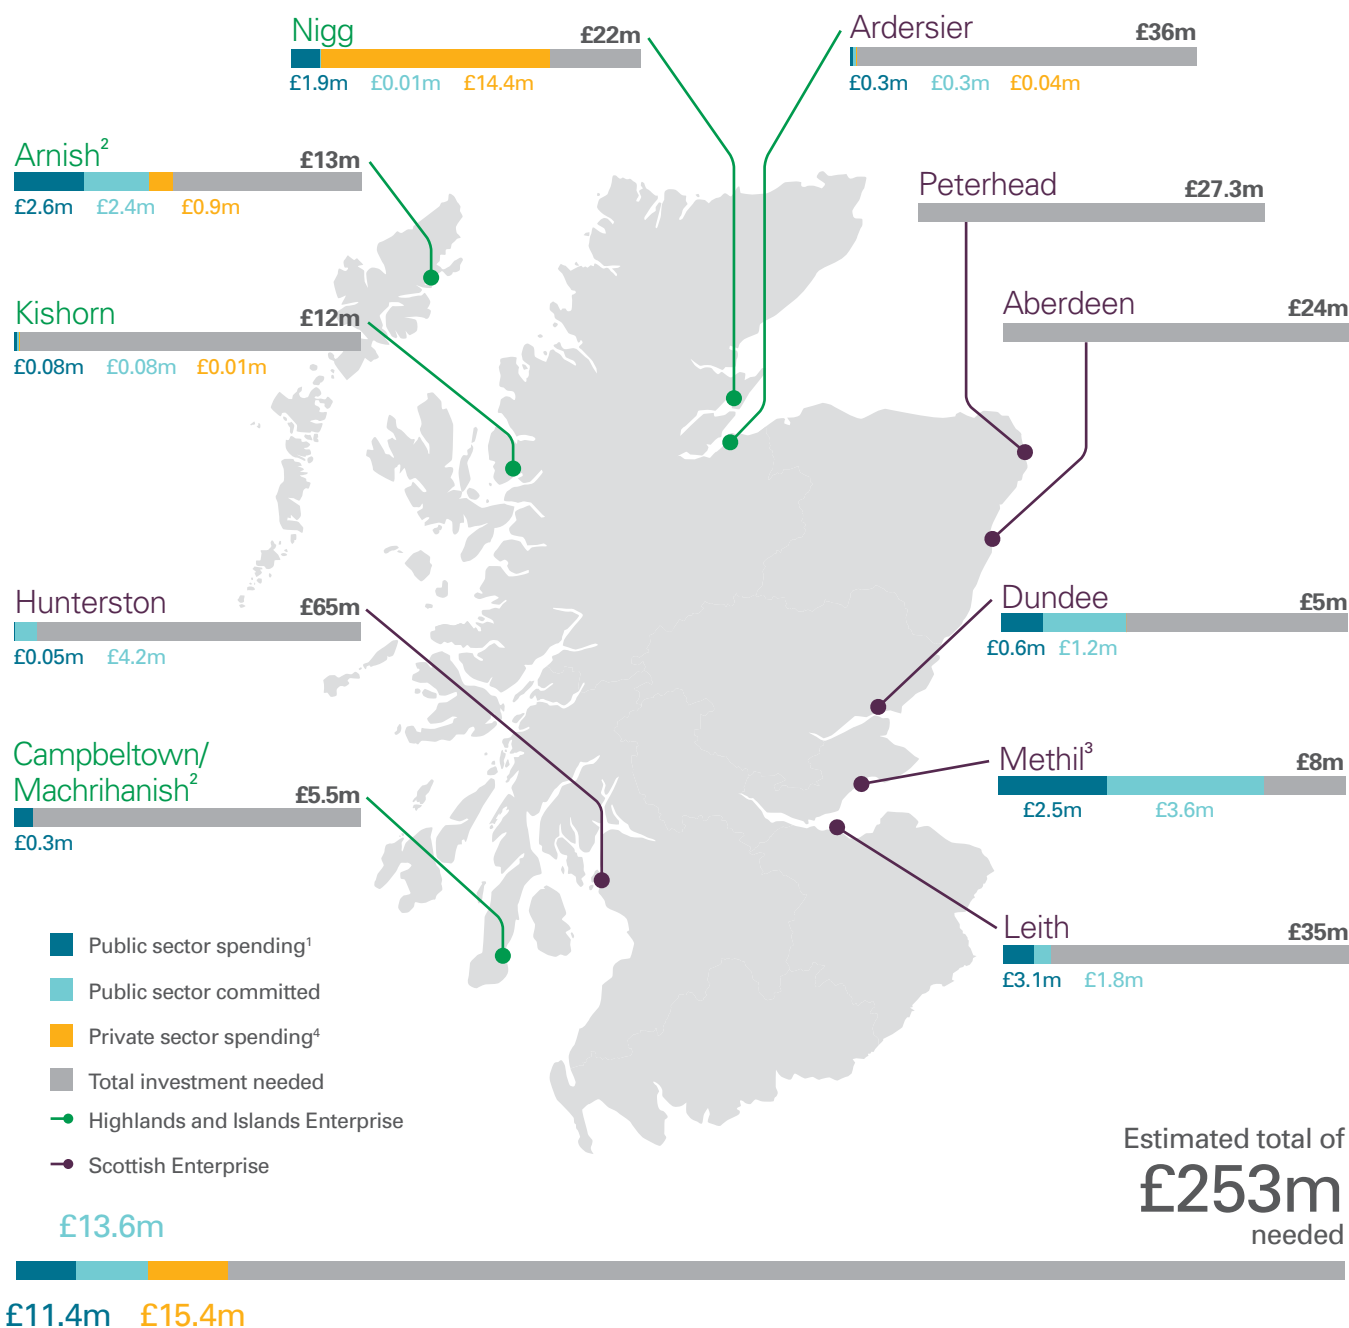 Nigg
£22m
£1.9m £0.01m £14.4m
Ardersier
£36m
£0.3m £0.3m £0.04m
Arnish²
£13m
£2.6m £2.4m £0.9m
Peterhead
£27.3m
Kishorn
£12m
£0.08m £0.08m £0.01m
Aberdeen
£24m
Hunterston
£65m
£0.05m £4.2m
Dundee
£5m
£0.6m £1.2m
Campbeltown/
Machrihanish²
£5.5m
£0.3m
Methil³
£8m
£2.5m £3.6m
Leith
£35m
£3.1m £1.8m
Public sector spending¹
Public sector committed
Private sector spending⁴
Total investment needed
Highlands and Islands Enterprise
Scottish Enterprise
Estimated total of
£253m
needed
£13.6m
£11.4m £15.4m